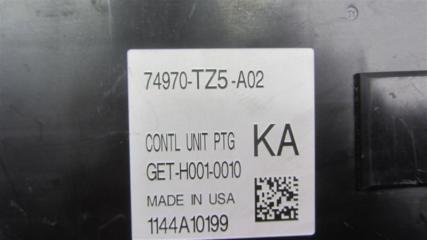 74970-TZ5-A02
CONTL UNIT PTG KA
GET-H001-0010
MADE IN USA
1144A10199